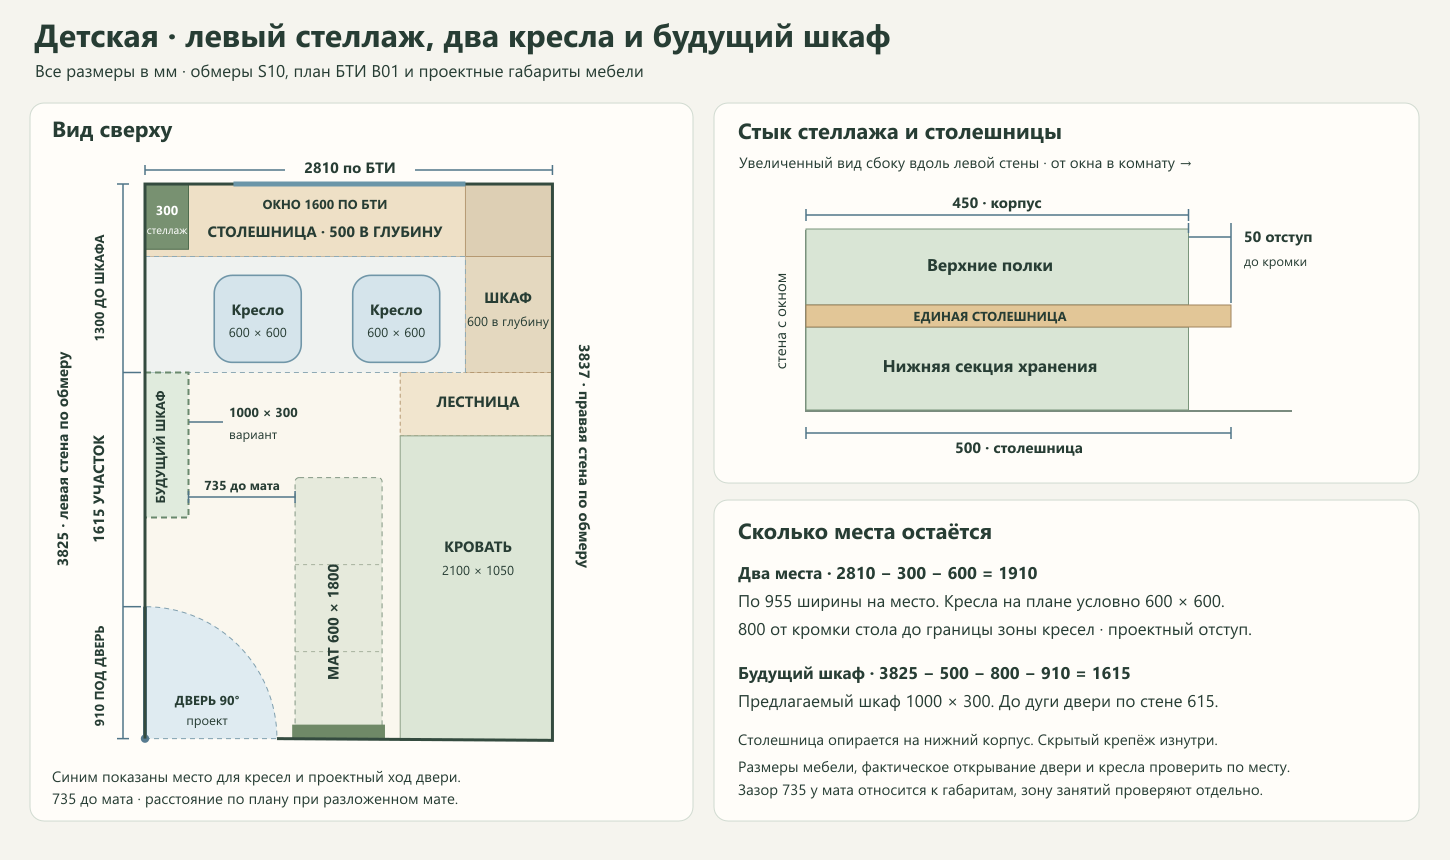 Детская · левый стеллаж, два кресла и будущий шкаф
Все размеры в мм · обмеры S10, план БТИ B01 и проектные габариты мебели
Вид сверху
2810 по БТИ
300
стеллаж
ОКНО 1600 ПО БТИ
СТОЛЕШНИЦА · 500 В ГЛУБИНУ
1300 ДО ШКАФА
Кресло
600 × 600
Кресло
600 × 600
ШКАФ
600 в глубину
3825 · левая стена по обмеру
3837 · правая стена по обмеру
1615 УЧАСТОК
БУДУЩИЙ ШКАФ
1000 × 300
вариант
ЛЕСТНИЦА
735 до мата
МАТ 600 × 1800
КРОВАТЬ
2100 × 1050
910 ПОД ДВЕРЬ
ДВЕРЬ 90°
проект
Синим показаны место для кресел и проектный ход двери.
735 до мата · расстояние по плану при разложенном мате.
Стык стеллажа и столешницы
Увеличенный вид сбоку вдоль левой стены · от окна в комнату →
450 · корпус
50 отступ
до кромки
стена с окном
Верхние полки
ЕДИНАЯ СТОЛЕШНИЦА
Нижняя секция хранения
500 · столешница
Сколько места остаётся
Два места · 2810 − 300 − 600 = 1910
По 955 ширины на место. Кресла на плане условно 600 × 600.
800 от кромки стола до границы зоны кресел · проектный отступ.
Будущий шкаф · 3825 − 500 − 800 − 910 = 1615
Предлагаемый шкаф 1000 × 300. До дуги двери по стене 615.
Столешница опирается на нижний корпус. Скрытый крепёж изнутри.
Размеры мебели, фактическое открывание двери и кресла проверить по месту.
Зазор 735 у мата относится к габаритам, зону занятий проверяют отдельно.